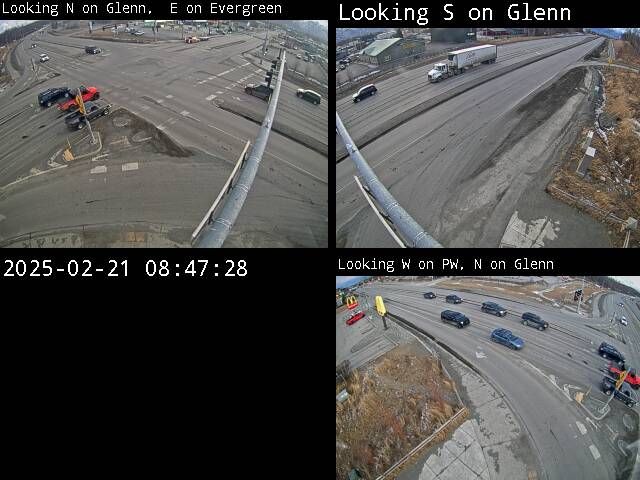 Looking N on Glenn,  E on Evergreen
Looking S on Glenn
2025-02-21 08:47:28
Looking W on PW, N on Glenn